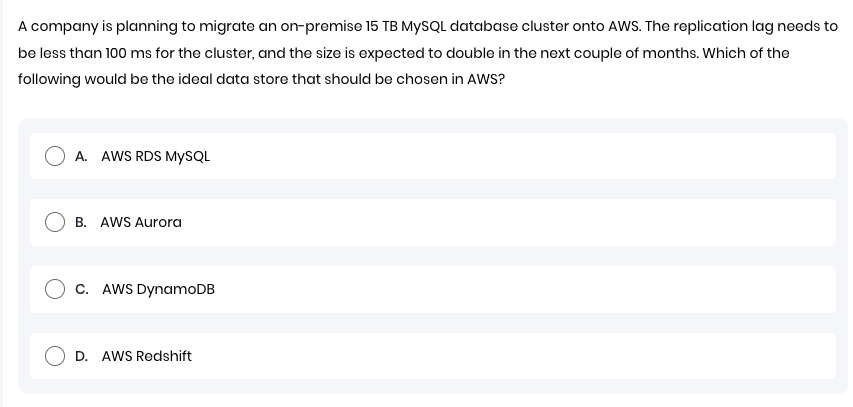 A company is planning to migrate an on-premise 15 TB MySQL database cluster onto AWS. The replication lag needs to
be less than 100 ms for the cluster, and the size is expected to double in the next couple of months. Which of the
following would be the ideal data store that should be chosen in AWS?
A. AWS RDS MySQL
B. AWS Aurora
C. AWS DynamoDB
D. AWS Redshift